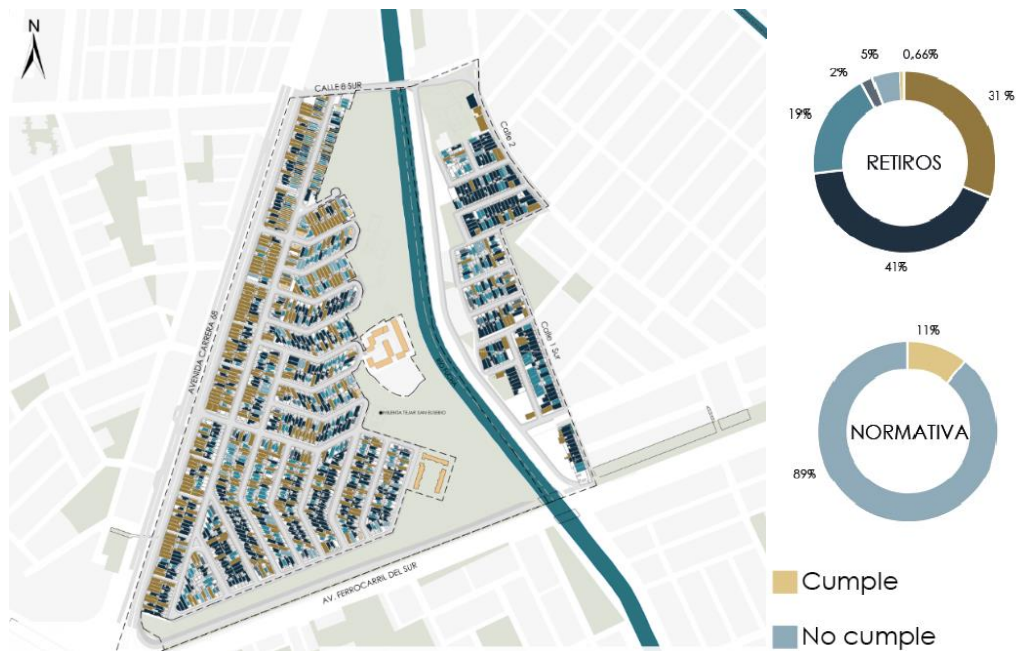 N
CALLE 8 SUR
Calle 2
AVENIDA CARRERA 68
Calle 1 Sur
AV. FERROCARRIL DEL SUR
5%
0,66%
2%
31 %
19%
RETIROS
41%
11%
NORMATIVA
89%
Cumple
No cumple